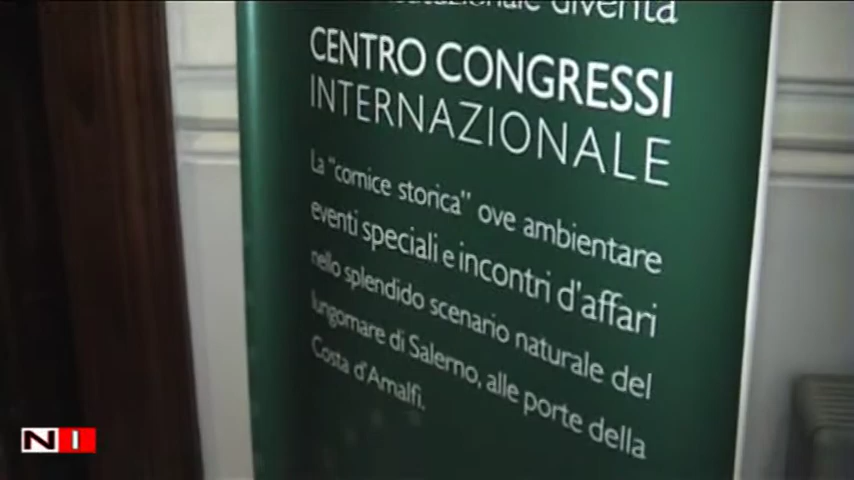 diventa
CENTRO CONGRESSI
INTERNAZIONALE
La "cornice storica" ove ambientare
eventi speciali e incontri d'affari
nello splendido scenario naturale del
lungomare di Salerno, alle porte della
Costa d'Amalfi.
N I